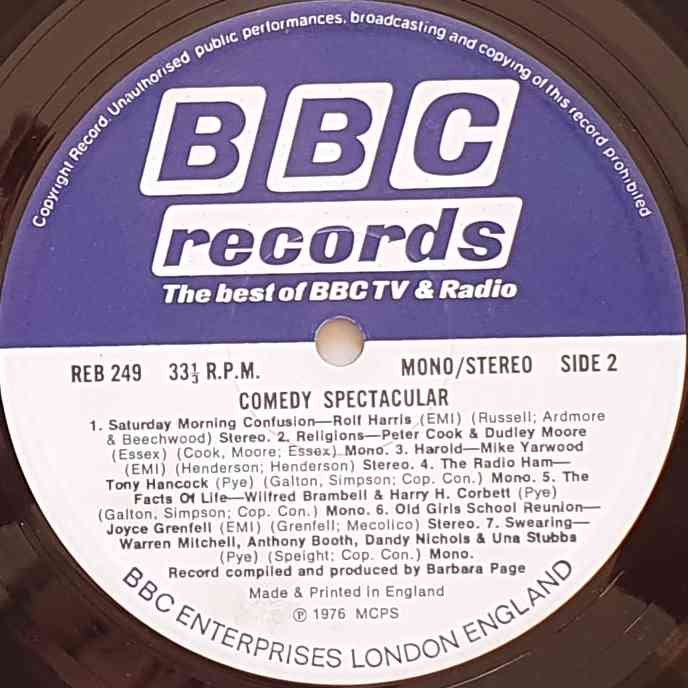 Copyright Record. Unauthorised public performances, broadcasting and copying of this record prohibited
BBC
records
The best of BBC TV & Radio
REB 249 33⅓ R.P.M. MONO/STEREO SIDE 2
COMEDY SPECTACULAR
1. Saturday Morning Confusion—Rolf Harris (EMI) (Russell; Ardmore
& Beechwood) Stereo. 2. Religions—Peter Cook & Dudley Moore
(Essex) (Cook, Moore; Essex) Mono. 3. Harold—Mike Yarwood
(EMI) (Henderson; Henderson) Stereo. 4. The Radio Ham—
Tony Hancock (Pye) (Galton, Simpson; Cop. Con.) Mono. 5. The
Facts Of Life—Wilfred Brambell & Harry H. Corbett (Pye)
(Galton, Simpson; Cop. Con.) Mono. 6. Old Girls School Reunion—
Joyce Grenfell (EMI) (Grenfell; Mecolico) Stereo. 7. Swearing—
Warren Mitchell, Anthony Booth, Dandy Nichols & Una Stubbs
(Pye) (Speight; Cop. Con.) Mono.
Record compiled and produced by Barbara Page
Made & Printed in England
℗ 1976 MCPS
BBC ENTERPRISES LONDON ENGLAND